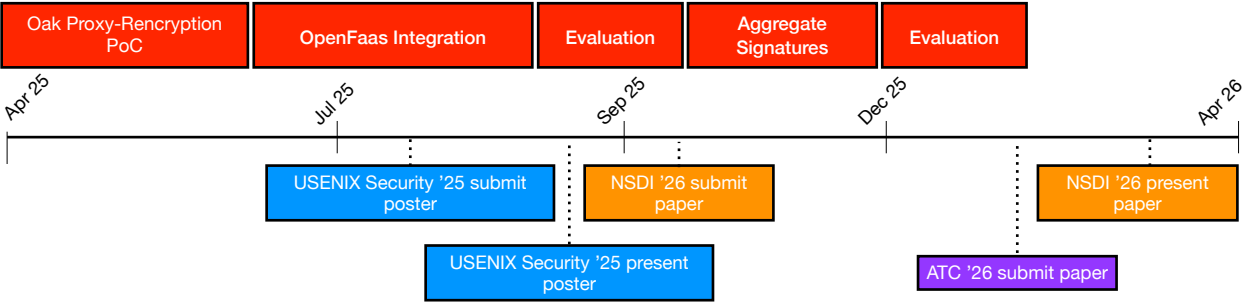 Oak Proxy-Rencryption
PoC
OpenFaas Integration
Evaluation
Aggregate
Signatures
Evaluation
Apr 25
Jul 25
Sep 25
Dec 25
Apr 26
USENIX Security ’25 submit
poster
NSDI ’26 submit
paper
NSDI ’26 present
paper
USENIX Security ’25 present
poster
ATC ’26 submit paper